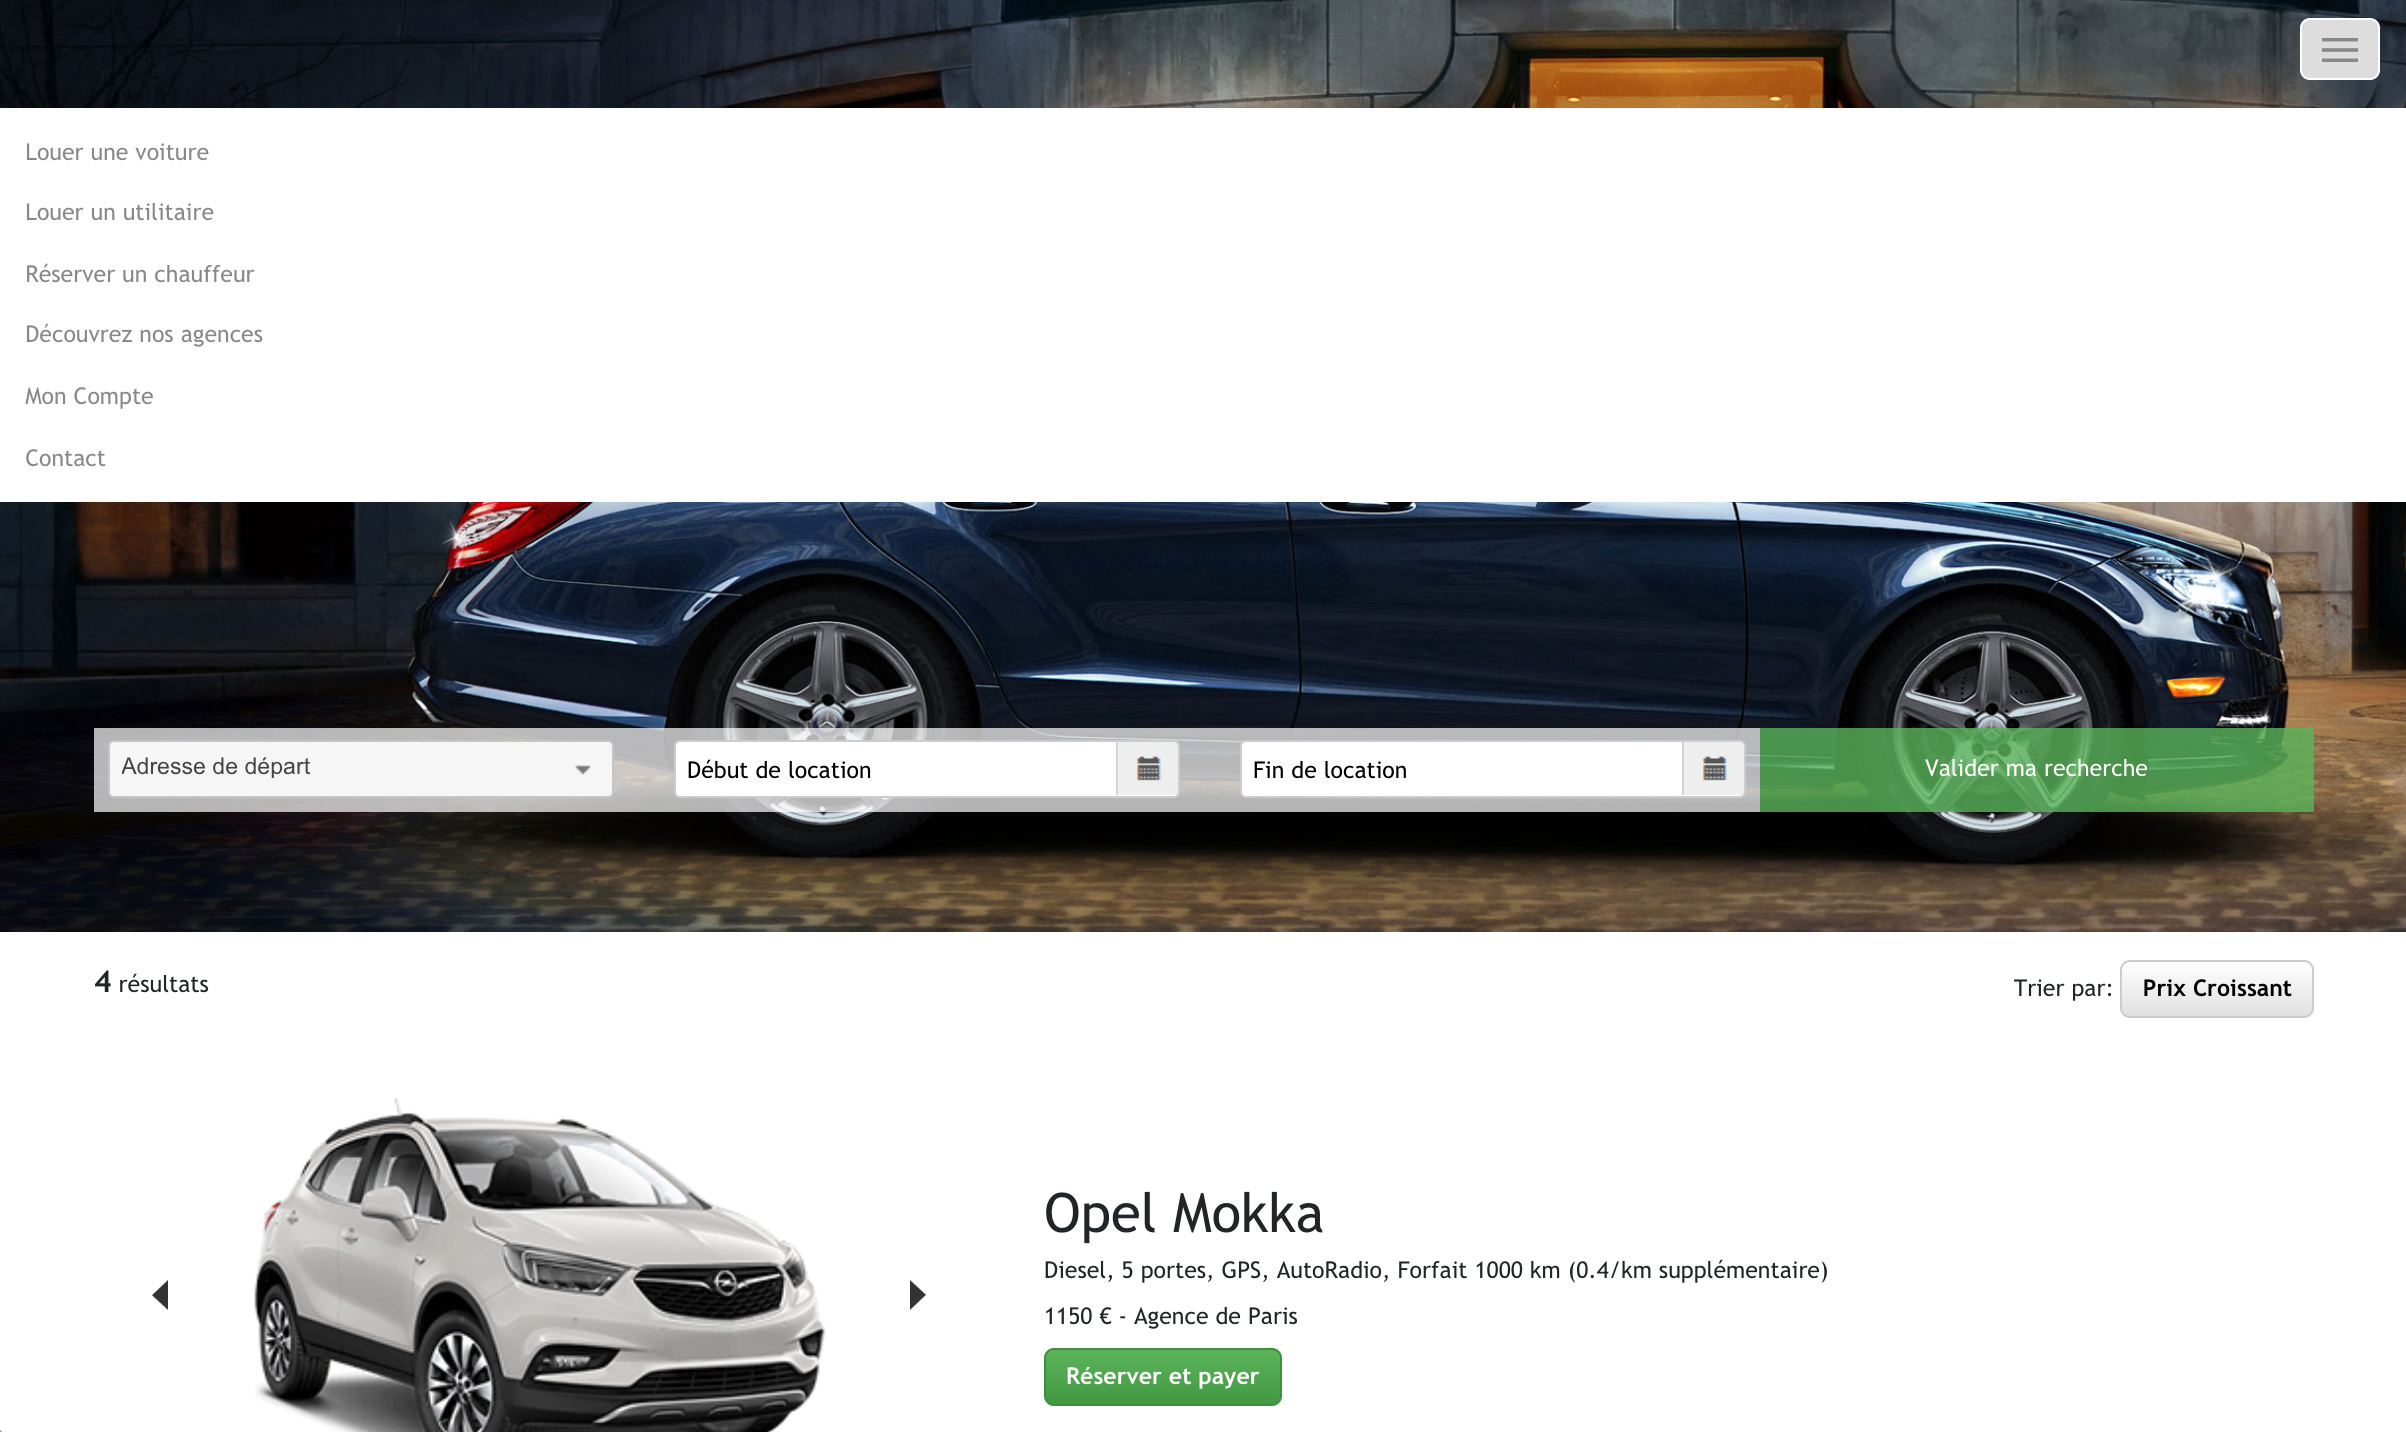 Louer une voiture
Louer un utilitaire
Réserver un chauffeur
Découvrez nos agences
Mon Compte
Contact
Adresse de départ
Début de location
Fin de location
Valider ma recherche
4 résultats
Trier par: Prix Croissant
Opel Mokka
Diesel, 5 portes, GPS, AutoRadio, Forfait 1000 km (0.4/km supplémentaire)
1150 € - Agence de Paris
Réserver et payer